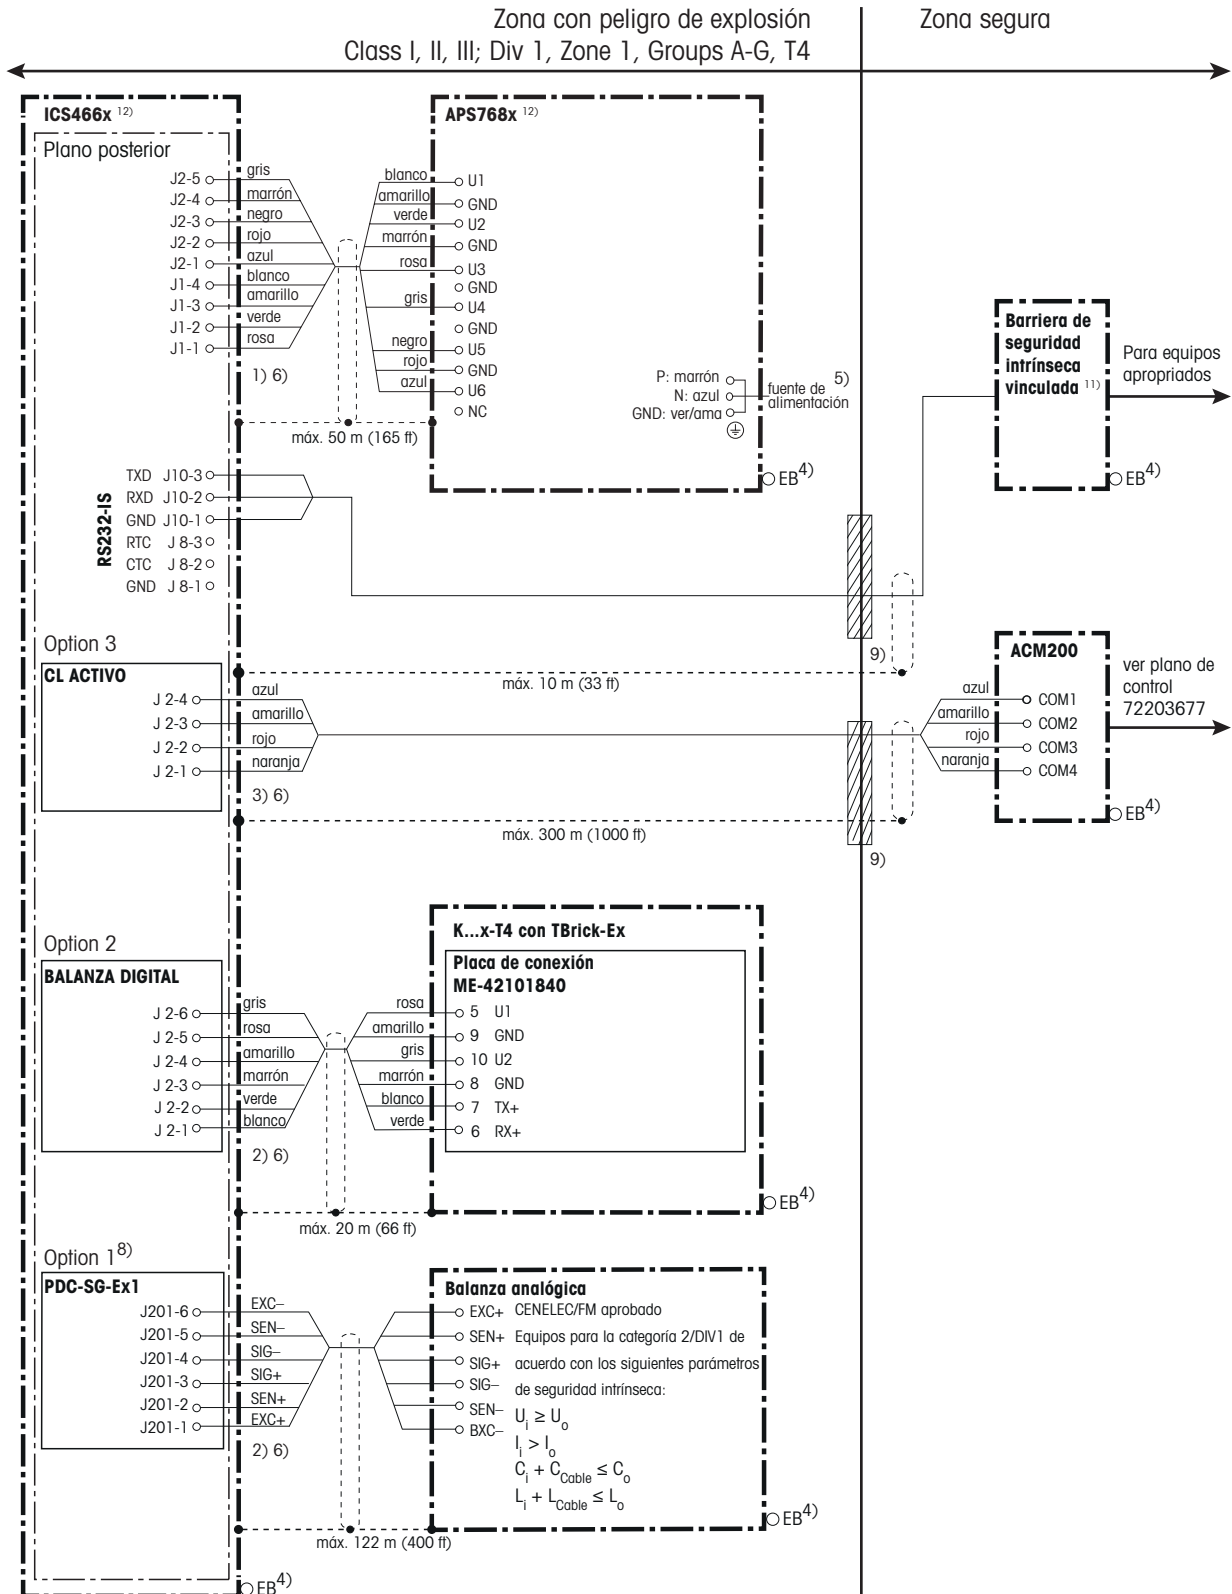 Zona con peligro de explosión
Class I, II, III; Div 1, Zone 1, Groups A-G, T4
Zona segura
ICS466x 12)
Plano posterior
J2-5 gris
J2-4 marrón
J2-3 negro
J2-2 rojo
J2-1 azul
J1-4 blanco
J1-3 amarillo
J1-2 verde
J1-1 rosa
1) 6)
máx. 50 m (165 ft)
APS768x 12)
blanco U1
amarillo GND
verde U2
marrón GND
rosa U3
GND
gris U4
GND
negro U5
rojo GND
azul U6
NC
P: marrón
N: azul
GND: ver/ama
fuente de
alimentación
5)
EB4)
Barriera de
seguridad
intrínseca
vinculada 11)
Para equipos
apropriados
EB4)
RS232-IS
TXD J10-3
RXD J10-2
GND J10-1
RTC J 8-3
CTC J 8-2
GND J 8-1
9)
máx. 10 m (33 ft)
Option 3
CL ACTIVO
J 2-4 azul
J 2-3 amarillo
J 2-2 rojo
J 2-1 naranja
3) 6)
máx. 300 m (1000 ft)
9)
ACM200
azul COM1
amarillo COM2
rojo COM3
naranja COM4
ver plano de
control
72203677
EB4)
Option 2
BALANZA DIGITAL
J 2-6 gris
J 2-5 rosa
J 2-4 amarillo
J 2-3 marrón
J 2-2 verde
J 2-1 blanco
2) 6)
máx. 20 m (66 ft)
K...x-T4 con TBrick-Ex
Placa de conexión
ME-42101840
rosa 5 U1
amarillo 9 GND
gris 10 U2
marrón 8 GND
blanco 7 TX+
verde 6 RX+
EB4)
Option 18)
PDC-SG-Ex1
J201-6 EXC–
J201-5 SEN–
J201-4 SIG–
J201-3 SIG+
J201-2 SEN+
J201-1 EXC+
2) 6)
máx. 122 m (400 ft)
Balanza analógica
EXC+ CENELEC/FM aprobado
SEN+ Equipos para la categoría 2/DIV1 de
SIG+ acuerdo con los siguientes parámetros
SIG– de seguridad intrínseca:
SEN–
BXC–
Ui ≥ Uo
Ii > Io
Ci + CCable ≤ Co
Li + LCable ≤ Lo
EB4)
EB4)